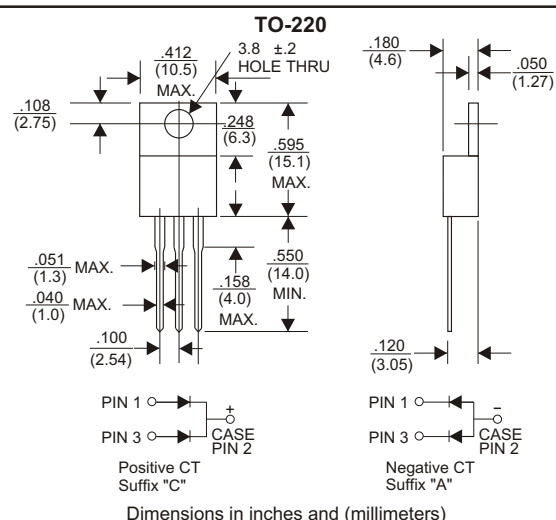 TO-220
.412
(10.5)
MAX.
3.8 ±.2
HOLE THRU
.108
(2.75)
.248
(6.3)
.595
(15.1)
MAX.
.051
(1.3)
MAX.
.040
(1.0)
MAX.
.158
(4.0)
MAX.
.550
(14.0)
MIN.
.100
(2.54)
.180
(4.6)
.050
(1.27)
.120
(3.05)
PIN 1
+
PIN 3
CASE
PIN 2
Positive CT
Suffix "C"
PIN 1
−
PIN 3
CASE
PIN 2
Negative CT
Suffix "A"
Dimensions in inches and (millimeters)